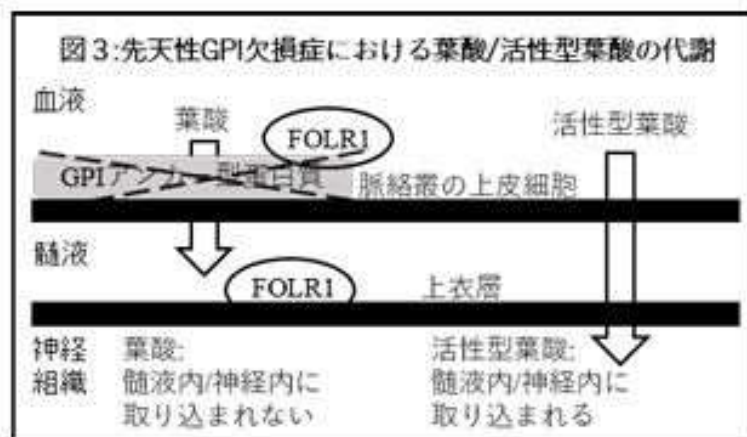 図3:先天性GPI欠損症における葉酸/活性型葉酸の代謝
血液
葉酸
FOLR1
活性型葉酸
GPIアンカー型蛋白質
脈絡叢の上皮細胞
髄液
FOLR1
上衣層
神経
組織
葉酸:
髄液内/神経内に
取り込まれない
活性型葉酸:
髄液内/神経内に
取り込まれる